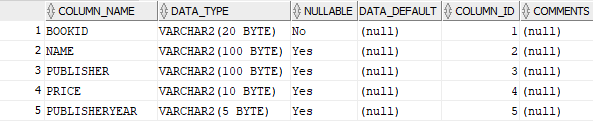 COLUMN_NAME DATA_TYPE NULLABLE DATA_DEFAULT COLUMN_ID COMMENTS
1 BOOKID VARCHAR2(20 BYTE) No (null) 1 (null)
2 NAME VARCHAR2(100 BYTE) Yes (null) 2 (null)
3 PUBLISHER VARCHAR2(100 BYTE) Yes (null) 3 (null)
4 PRICE VARCHAR2(10 BYTE) Yes (null) 4 (null)
5 PUBLISHERYEAR VARCHAR2(5 BYTE) Yes (null) 5 (null)